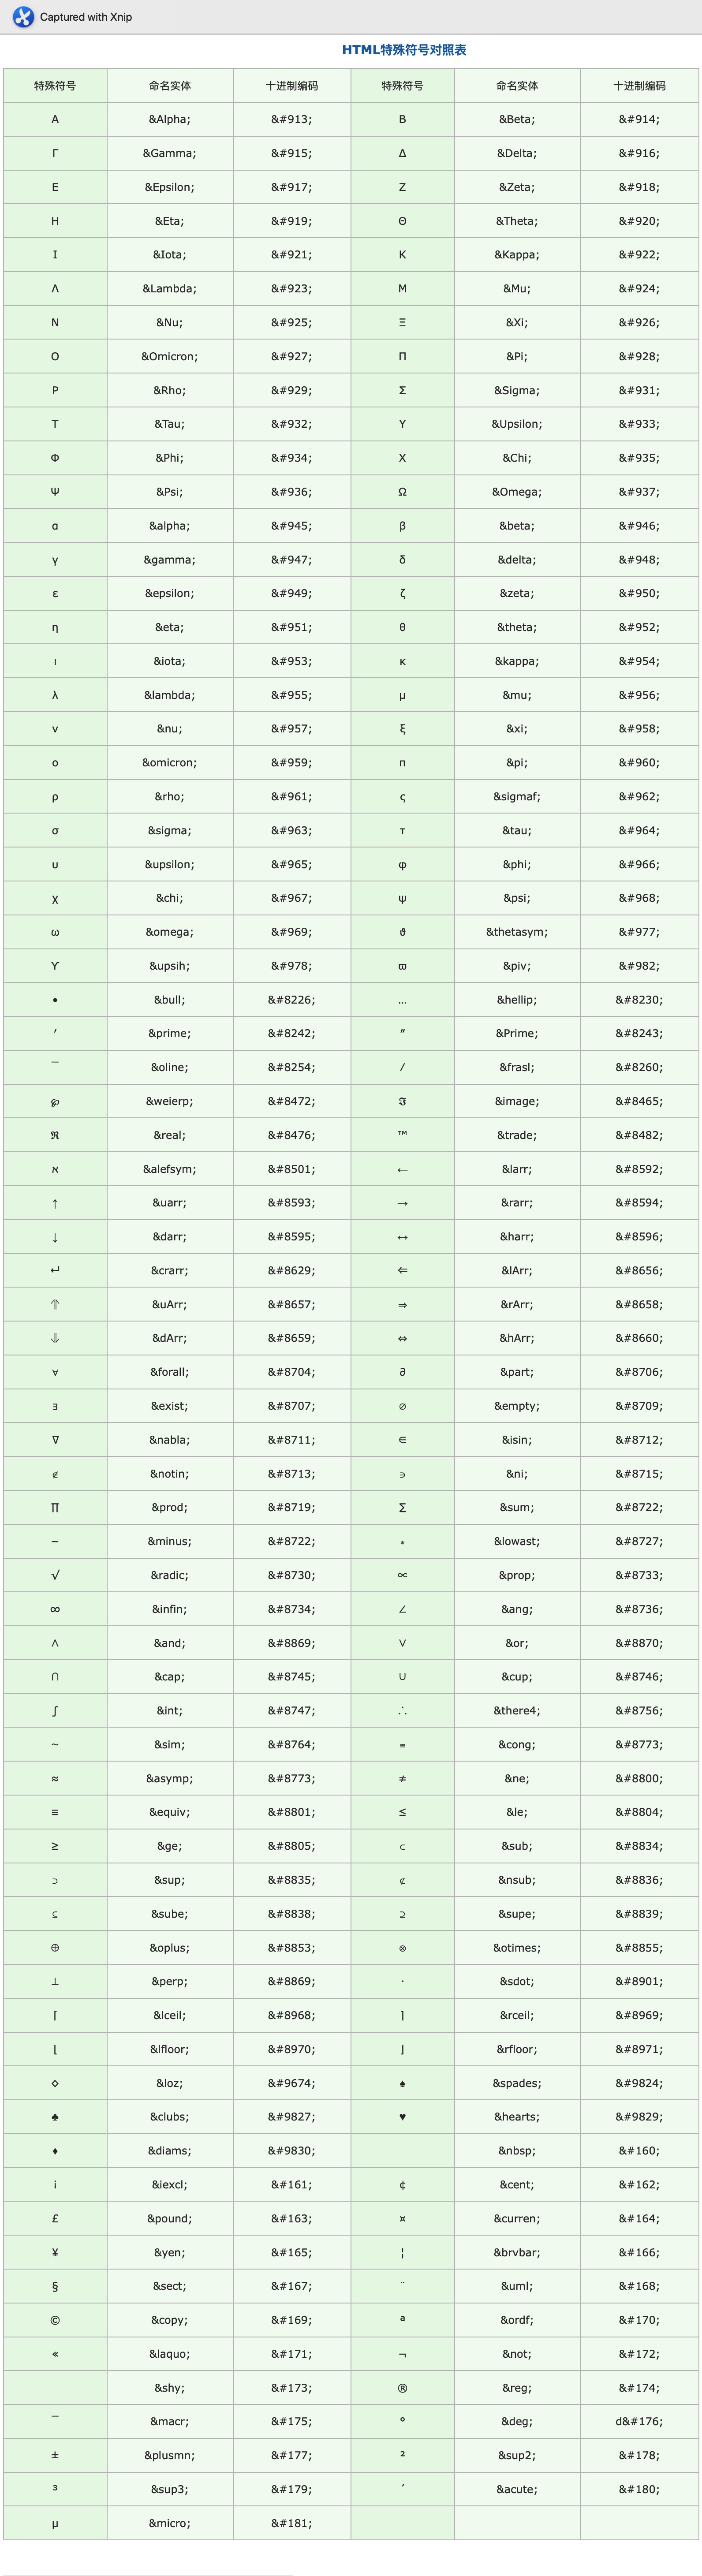 Captured with Xnip
HTML特殊符号对照表
特殊符号 命名实体 十进制编码 特殊符号 命名实体 十进制编码
Α &Alpha; &#913; Β &Beta; &#914;
Γ &Gamma; &#915; Δ &Delta; &#916;
Ε &Epsilon; &#917; Ζ &Zeta; &#918;
Η &Eta; &#919; Θ &Theta; &#920;
Ι &Iota; &#921; Κ &Kappa; &#922;
Λ &Lambda; &#923; Μ &Mu; &#924;
Ν &Nu; &#925; Ξ &Xi; &#926;
Ο &Omicron; &#927; Π &Pi; &#928;
Ρ &Rho; &#929; Σ &Sigma; &#931;
Τ &Tau; &#932; Υ &Upsilon; &#933;
Φ &Phi; &#934; Χ &Chi; &#935;
Ψ &Psi; &#936; Ω &Omega; &#937;
α &alpha; &#945; β &beta; &#946;
γ &gamma; &#947; δ &delta; &#948;
ε &epsilon; &#949; ζ &zeta; &#950;
η &eta; &#951; θ &theta; &#952;
ι &iota; &#953; κ &kappa; &#954;
λ &lambda; &#955; μ &mu; &#956;
ν &nu; &#957; ξ &xi; &#958;
ο &omicron; &#959; π &pi; &#960;
ρ &rho; &#961; ς &sigmaf; &#962;
σ &sigma; &#963; τ &tau; &#964;
υ &upsilon; &#965; φ &phi; &#966;
χ &chi; &#967; ψ &psi; &#968;
ω &omega; &#969; ϑ &thetasym; &#977;
ϒ &upsih; &#978; ϖ &piv; &#982;
• &bull; &#8226; … &hellip; &#8230;
′ &prime; &#8242; ″ &Prime; &#8243;
‾ &oline; &#8254; ⁄ &frasl; &#8260;
℘ &weierp; &#8472; ℑ &image; &#8465;
ℜ &real; &#8476; ™ &trade; &#8482;
ℵ &alefsym; &#8501; ← &larr; &#8592;
↑ &uarr; &#8593; → &rarr; &#8594;
↓ &darr; &#8595; ↔ &harr; &#8596;
↵ &crarr; &#8629; ⇐ &lArr; &#8656;
⇑ &uArr; &#8657; ⇒ &rArr; &#8658;
⇓ &dArr; &#8659; ⇔ &hArr; &#8660;
∀ &forall; &#8704; ∂ &part; &#8706;
∃ &exist; &#8707; ∅ &empty; &#8709;
∇ &nabla; &#8711; ∈ &isin; &#8712;
∉ &notin; &#8713; ∋ &ni; &#8715;
∏ &prod; &#8719; ∑ &sum; &#8722;
− &minus; &#8722; ∗ &lowast; &#8727;
√ &radic; &#8730; ∝ &prop; &#8733;
∞ &infin; &#8734; ∠ &ang; &#8736;
∧ &and; &#8869; ∨ &or; &#8870;
∩ &cap; &#8745; ∪ &cup; &#8746;
∫ &int; &#8747; ∴ &there4; &#8756;
∼ &sim; &#8764; ≅ &cong; &#8773;
≈ &asymp; &#8773; ≠ &ne; &#8800;
≡ &equiv; &#8801; ≤ &le; &#8804;
≥ &ge; &#8805; ⊂ &sub; &#8834;
⊃ &sup; &#8835; ⊄ &nsub; &#8836;
⊆ &sube; &#8838; ⊇ &supe; &#8839;
⊕ &oplus; &#8853; ⊗ &otimes; &#8855;
⊥ &perp; &#8869; ⋅ &sdot; &#8901;
⌈ &lceil; &#8968; ⌉ &rceil; &#8969;
⌊ &lfloor; &#8970; ⌋ &rfloor; &#8971;
◊ &loz; &#9674; ♠ &spades; &#9824;
♣ &clubs; &#9827; ♥ &hearts; &#9829;
♦ &diams; &#9830; &nbsp; &#160;
¡ &iexcl; &#161; ¢ &cent; &#162;
£ &pound; &#163; ¤ &curren; &#164;
¥ &yen; &#165; ¦ &brvbar; &#166;
§ &sect; &#167; ¨ &uml; &#168;
© &copy; &#169; ª &ordf; &#170;
« &laquo; &#171; ¬ &not; &#172;
&shy; &#173; ® &reg; &#174;
¯ &macr; &#175; ° &deg; d&#176;
± &plusmn; &#177; ² &sup2; &#178;
³ &sup3; &#179; ´ &acute; &#180;
µ &micro; &#181;